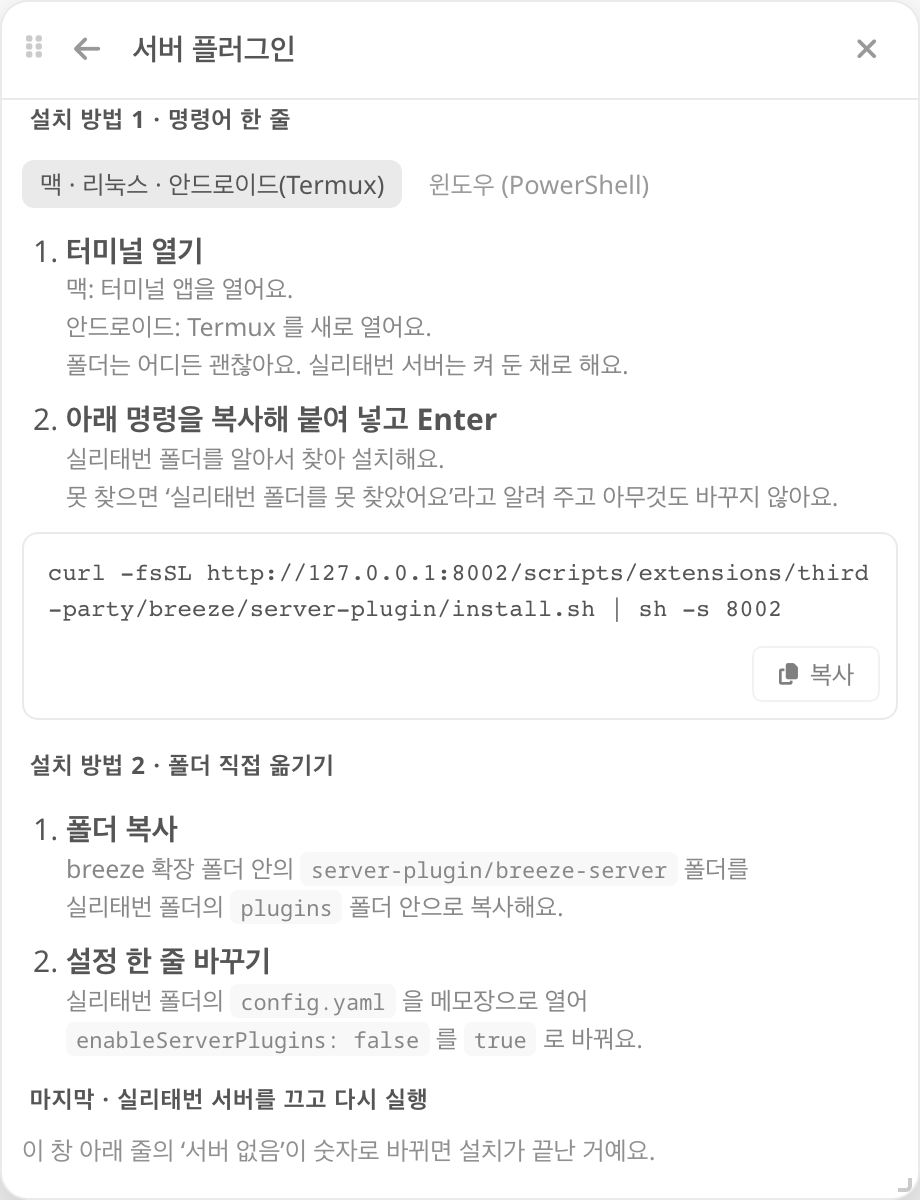 서버 플러그인
설치 방법 1 · 명령어 한 줄
맥 · 리눅스 · 안드로이드(Termux)
윈도우 (PowerShell)
1. 터미널 열기
맥: 터미널 앱을 열어요.
안드로이드: Termux 를 새로 열어요.
폴더는 어디든 괜찮아요. 실리태번 서버는 켜 둔 채로 해요.
2. 아래 명령을 복사해 붙여 넣고 Enter
실리태번 폴더를 알아서 찾아 설치해요.
못 찾으면 ‘실리태번 폴더를 못 찾았어요’라고 알려 주고 아무것도 바꾸지 않아요.
curl -fsSL http://127.0.0.1:8002/scripts/extensions/third
-party/breeze/server-plugin/install.sh | sh -s 8002
복사
설치 방법 2 · 폴더 직접 옮기기
1. 폴더 복사
breeze 확장 폴더 안의 server-plugin/breeze-server 폴더를
실리태번 폴더의 plugins 폴더 안으로 복사해요.
2. 설정 한 줄 바꾸기
실리태번 폴더의 config.yaml 을 메모장으로 열어
enableServerPlugins: false 를 true 로 바꿔요.
마지막 · 실리태번 서버를 끄고 다시 실행
이 창 아래 줄의 ‘서버 없음’이 숫자로 바뀌면 설치가 끝난 거예요.